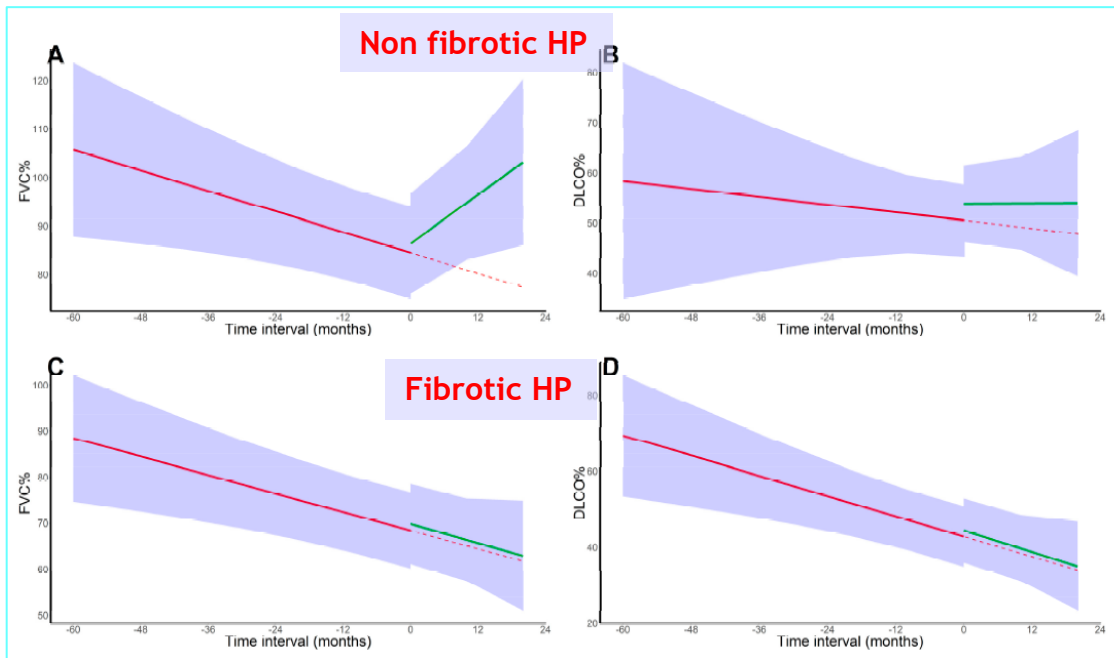 Non fibrotic HP
A
FVC%
120
110
100
90
80
-60 -48 -36 -24 -12 0 12 24
Time interval (months)
B
DLCO%
80
70
60
50
40
-60 -48 -36 -24 -12 0 12 24
Time interval (months)
Fibrotic HP
C
FVC%
100
90
80
70
60
50
-60 -48 -36 -24 -12 0 12 24
Time interval (months)
D
DLCO%
80
60
40
20
-60 -48 -36 -24 -12 0 12 24
Time interval (months)